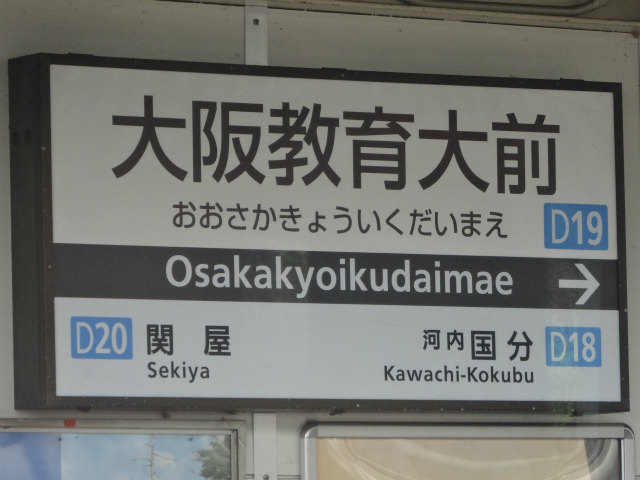 大阪教育大前
おおさかきょういくだいまえ D19
Osakakyoikudaimae →
D20 関屋 河内国分 D18
Sekiya Kawachi-Kokubu